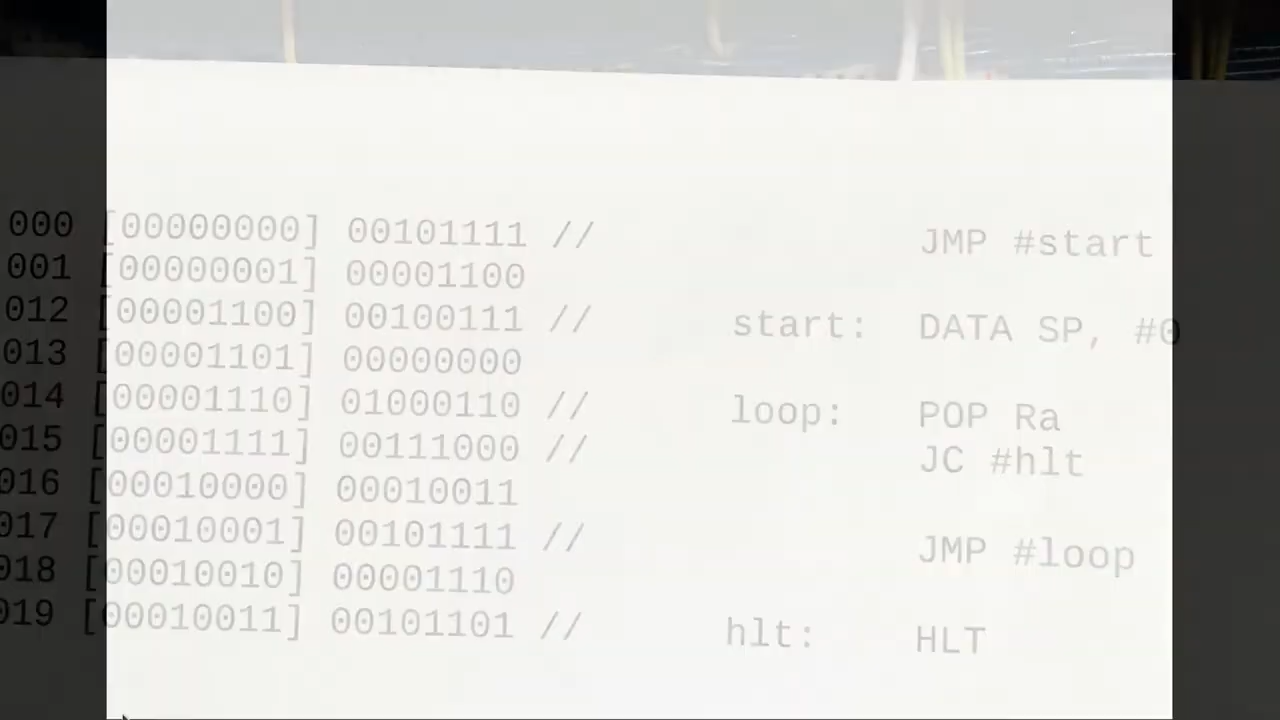 000 [00000000] 00101111 // JMP #start
001 [00000001] 00001100
012 [00001100] 00100111 // start: DATA SP, #0
013 [00001101] 00000000
014 [00001110] 01000110 // loop: POP Ra
015 [00001111] 00111000 // JC #hlt
016 [00010000] 00010011
017 [00010001] 00101111 // JMP #loop
018 [00010010] 00001110
019 [00010011] 00101101 // hlt: HLT